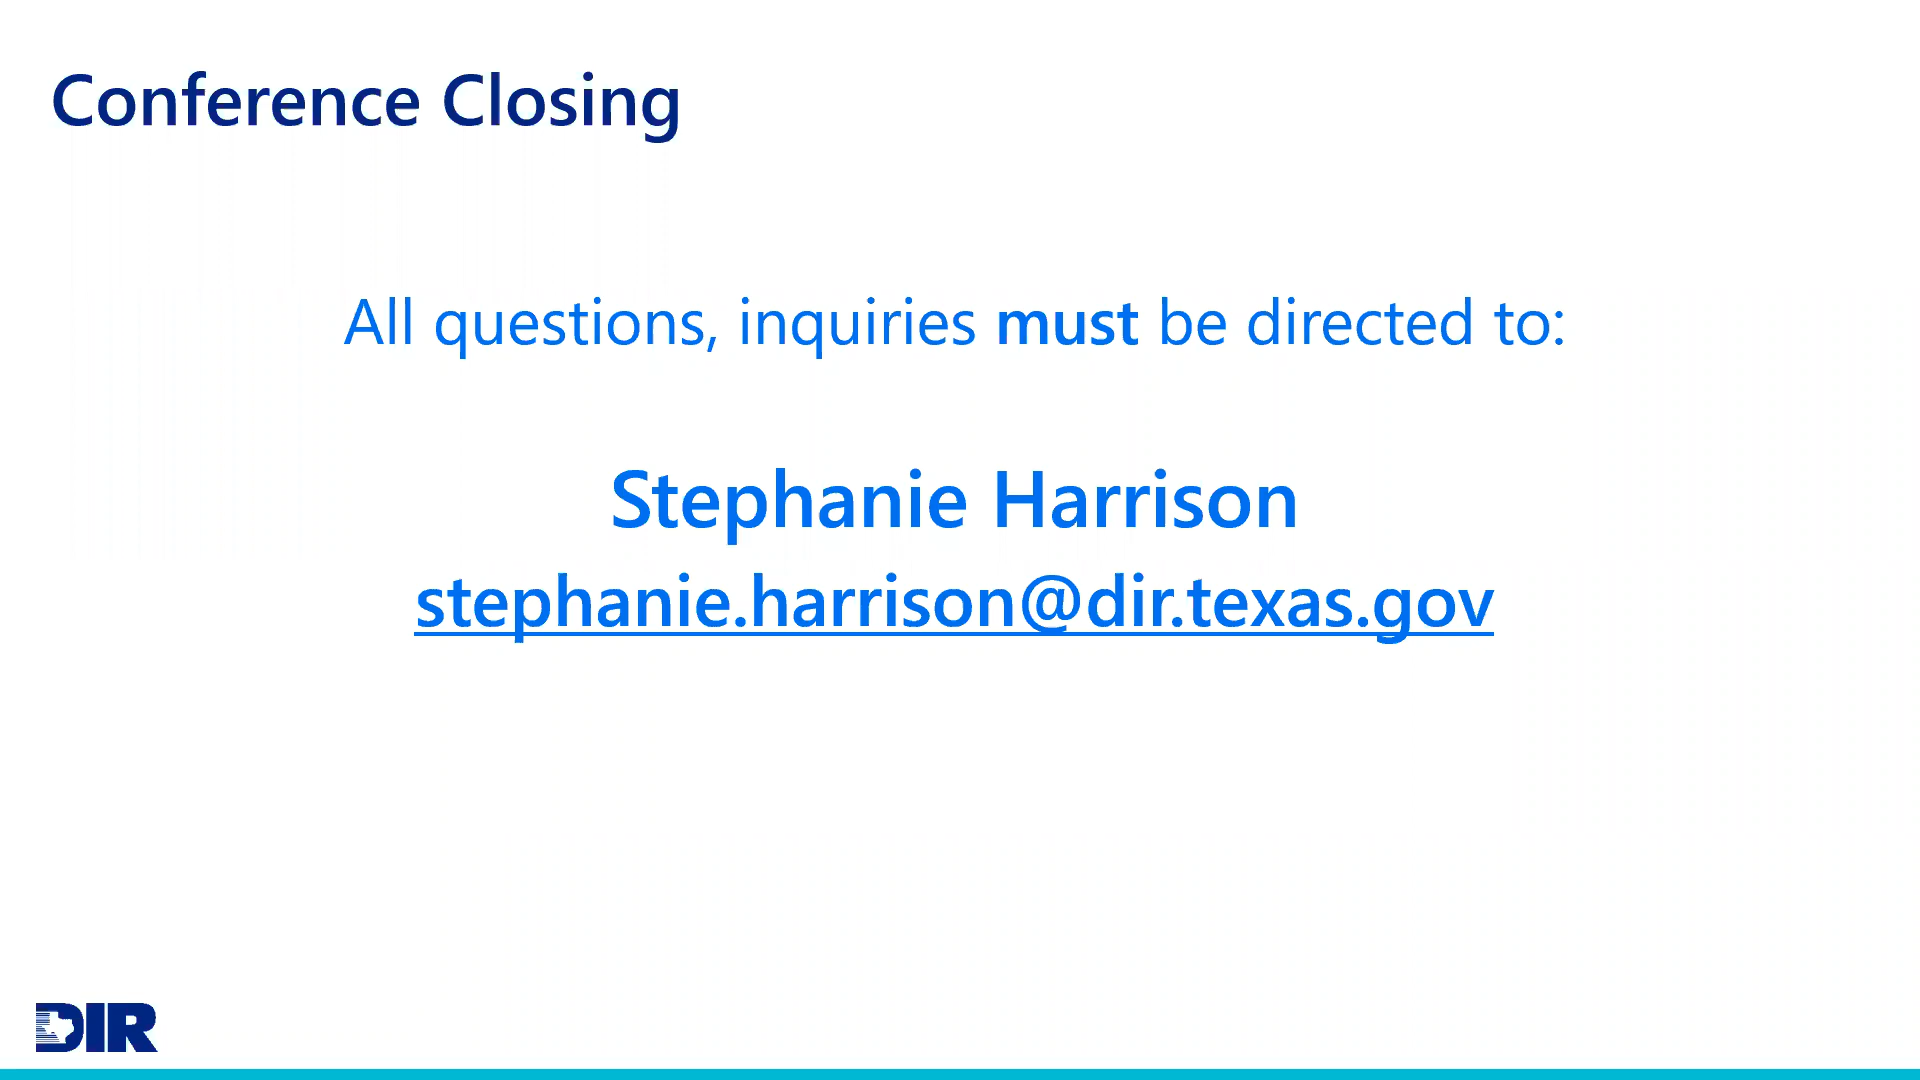 Conference Closing
All questions, inquiries must be directed to:
Stephanie Harrison
stephanie.harrison@dir.texas.gov
DIR